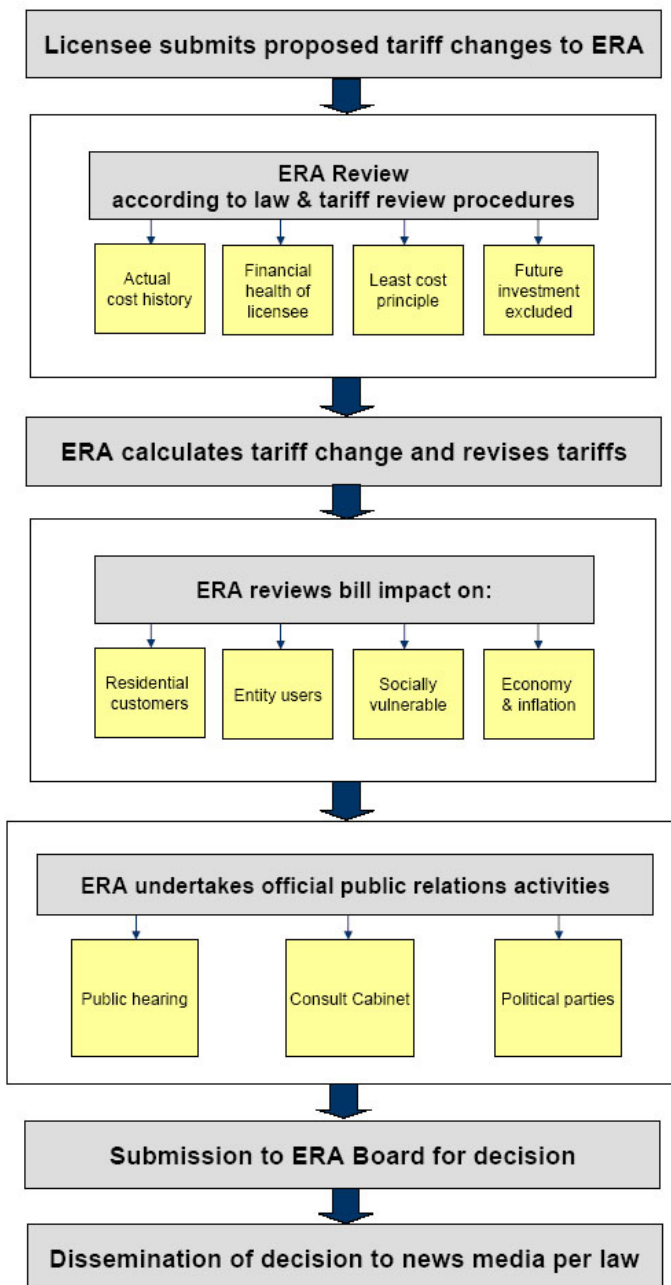 Licensee submits proposed tariff changes to ERA
ERA Review
according to law & tariff review procedures
Actual
cost history
Financial
health of
licensee
Least cost
principle
Future
investment
excluded
ERA calculates tariff change and revises tariffs
ERA reviews bill impact on:
Residential
customers
Entity users
Socially
vulnerable
Economy
& inflation
ERA undertakes official public relations activities
Public hearing
Consult Cabinet
Political parties
Submission to ERA Board for decision
Dissemination of decision to news media per law